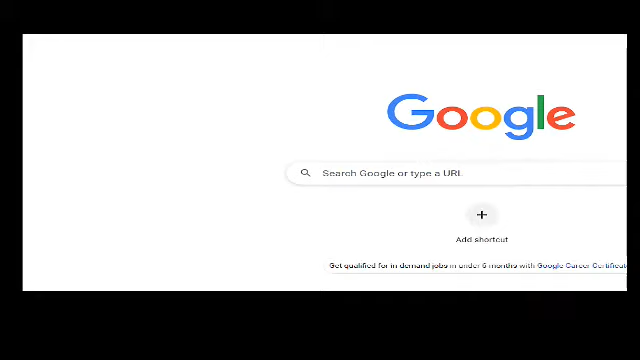 Google
Search Google or type a URL
Add shortcut
Get qualified for in-demand jobs in under 6 months with Google Career Certificate